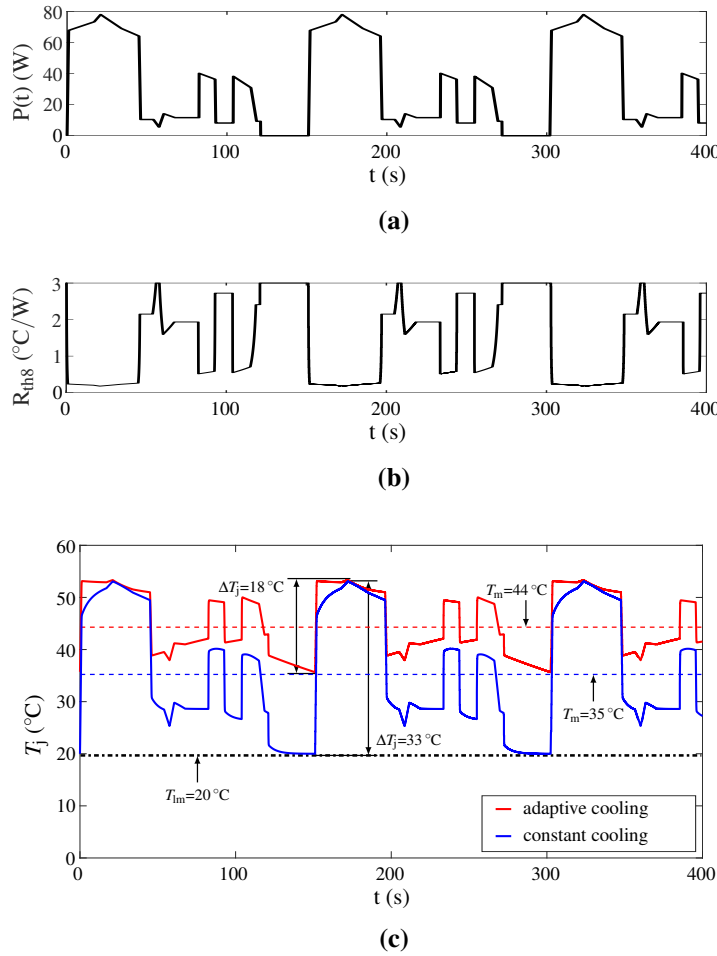 80
60
40
20
0
P(t) (W)
0 100 200 300 400
t (s)
(a)
3
2
1
0
R_th8 (°C/W)
0 100 200 300 400
t (s)
(b)
60
50
40
30
20
10
0
T_j (°C)
ΔT_j=18 °C
T_m=44 °C
T_m=35 °C
ΔT_j=33 °C
T_lm=20 °C
adaptive cooling
constant cooling
0 100 200 300 400
t (s)
(c)